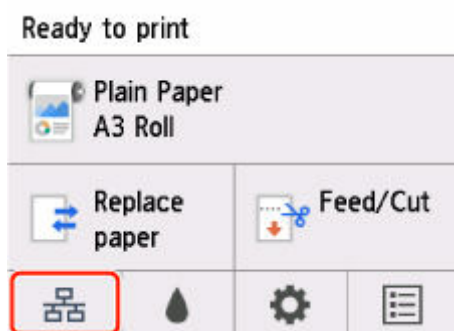 Ready to print
Plain Paper
A3 Roll
Replace
paper
Feed/Cut